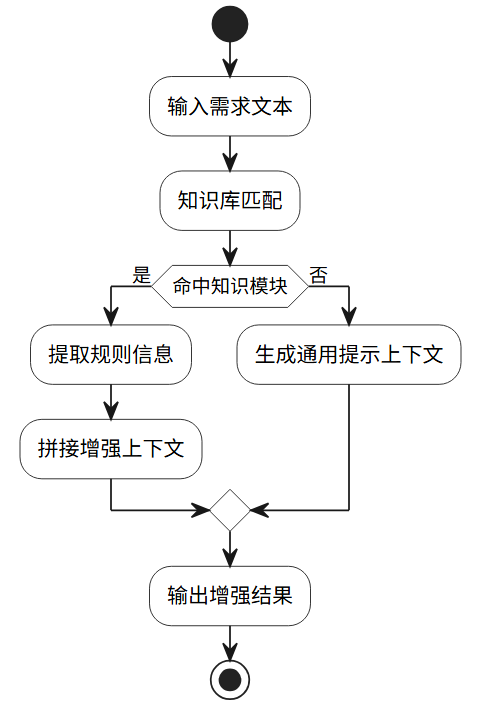 输入需求文本
知识库匹配
是
命中知识模块
否
提取规则信息
生成通用提示上下文
拼接增强上下文
输出增强结果